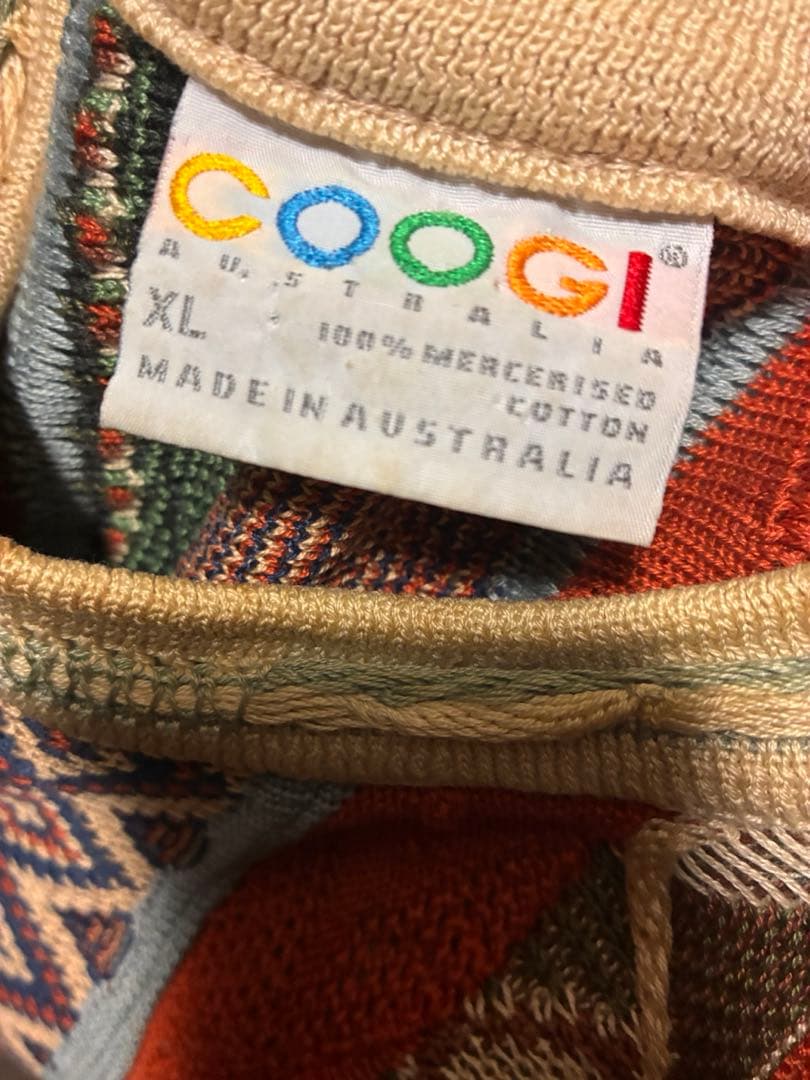 COOGI®
AUSTRALIA
XL 100% MERCERISED
COTTON
MADE IN AUSTRALIA